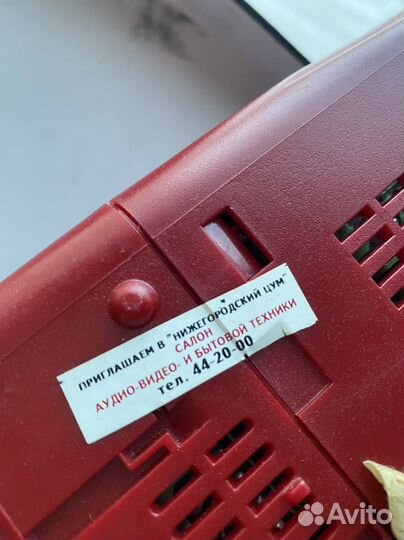 ПРИГЛАШАЕМ В "НИЖЕГОРОДСКИЙ ЦУМ"
САЛОН
АУДИО-ВИДЕО- И БЫТОВОЙ ТЕХНИКИ
тел. 44-20-00
Avito